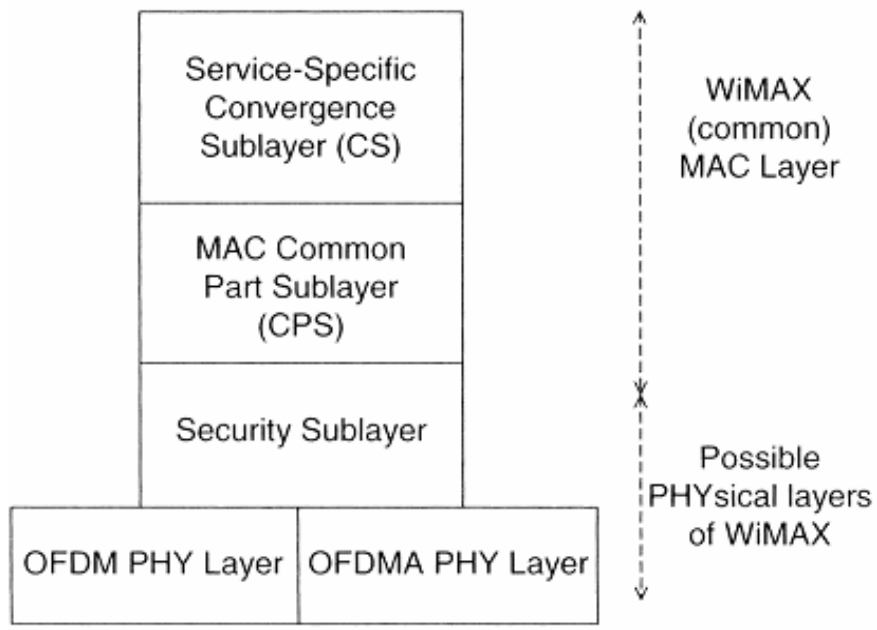 Service-Specific
Convergence
Sublayer (CS)
MAC Common
Part Sublayer
(CPS)
Security Sublayer
OFDM PHY Layer
OFDMA PHY Layer
WiMAX
(common)
MAC Layer
Possible
PHYsical layers
of WiMAX